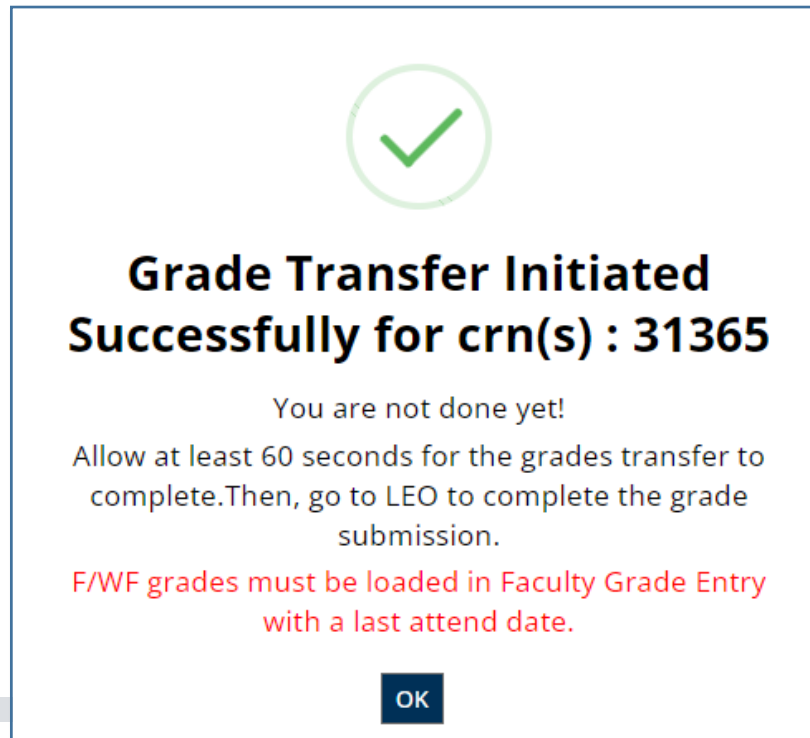 Grade Transfer Initiated
Successfully for crn(s) : 31365
You are not done yet!
Allow at least 60 seconds for the grades transfer to
complete.Then, go to LEO to complete the grade
submission.
F/WF grades must be loaded in Faculty Grade Entry
with a last attend date.
OK